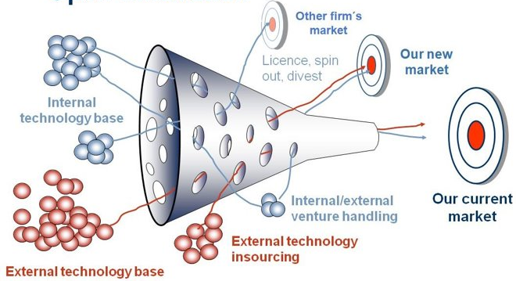 Other firm´s
market
Licence, spin
out, divest
Our new
market
Internal
technology base
Our current
market
Internal/external
venture handling
External technology
insourcing
External technology base